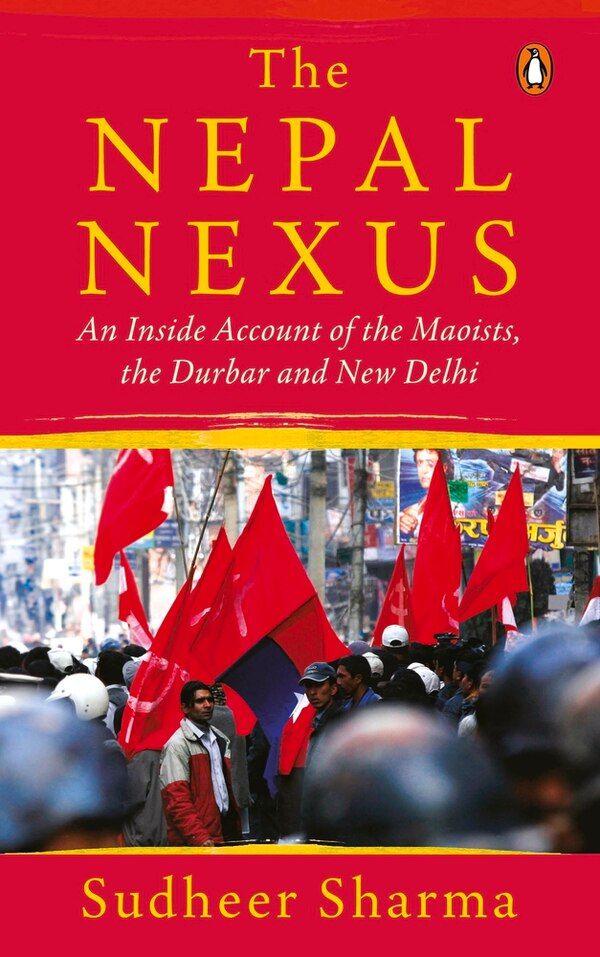 The
NEPAL
NEXUS
An Inside Account of the Maoists,
the Durbar and New Delhi
Sudheer Sharma